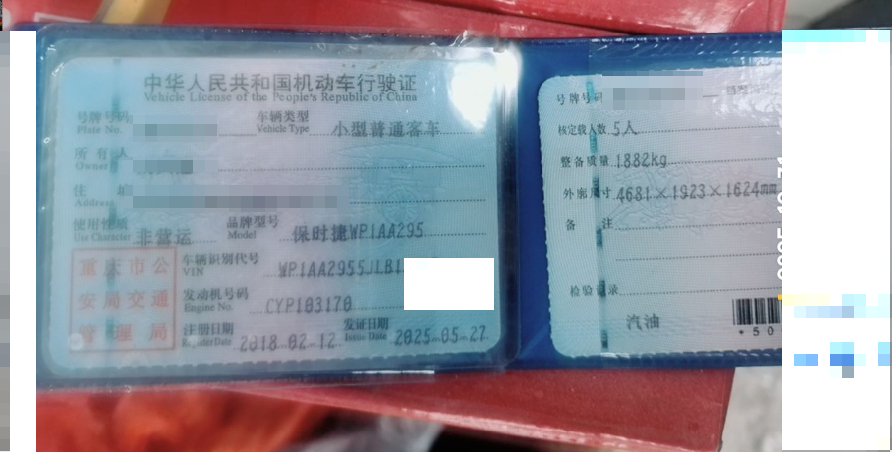 中华人民共和国机动车行驶证
Vehicle License of the People's Republic of China
号牌号码
Plate No.
车辆类型
Vehicle Type
小型普通客车
所有人
Owner
住 址
Address
使用性质
Use Character
非营运
品牌型号
Model
保时捷WP1AA295
重庆市公
安局交通
管理局
车辆识别代号
VIN
WP1AA2955JLB1
发动机号码
Engine No.
CYP103170
注册日期
Register Date
2018-02-12
发证日期
Issue Date
2025-05-27
号牌号码
核定载人数 5人
整备质量 1882kg
外廓尺寸 4681×1923×1624mm
备 注
检验记录
汽油
*50